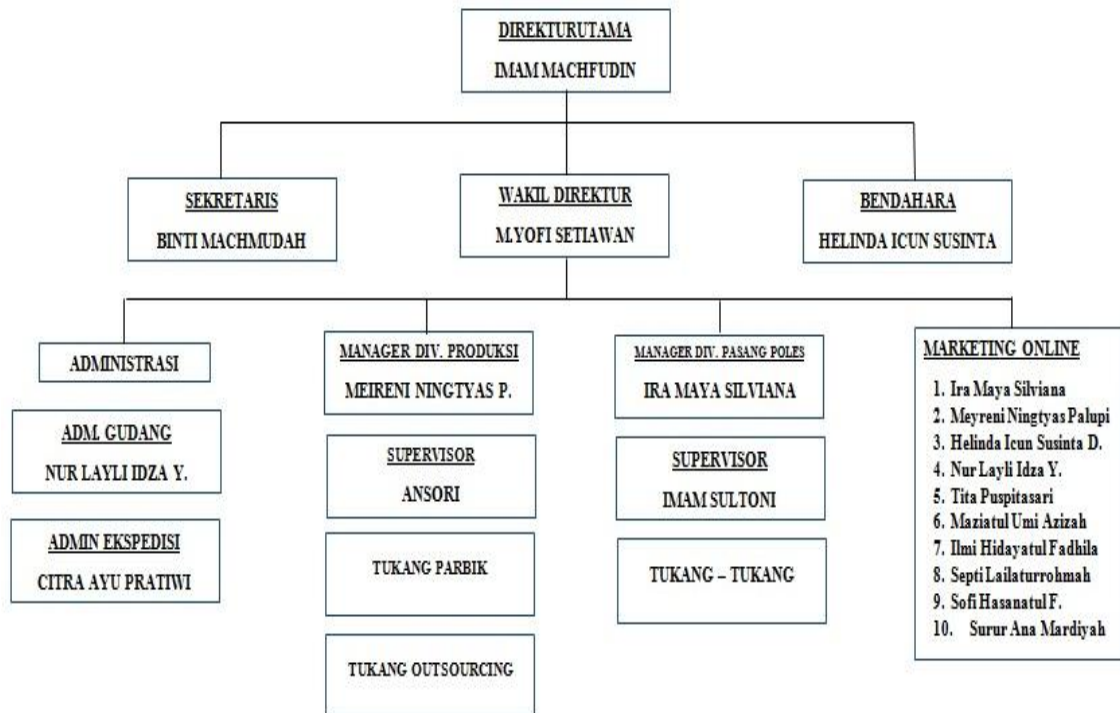 DIREKTURUTAMA
IMAM MACHFUDIN
SEKRETARIS
BINTI MACHMUDAH
WAKIL DIREKTUR
M.YOFI SETIAWAN
BENDAHARA
HELINDA ICUN SUSINTA
ADMINISTRASI
ADM. GUDANG
NUR LAYLI IDZA Y.
ADMIN EKSPEDISI
CITRA AYU PRATIWI
MANAGER DIV. PRODUKSI
MEIRENI NINGTYAS P.
SUPERVISOR
ANSORI
TUKANG PARBIK
TUKANG OUTSOURCING
MANAGER DIV. PASANG POLES
IRA MAYA SILVIANA
SUPERVISOR
IMAM SULTONI
TUKANG – TUKANG
MARKETING ONLINE
1. Ira Maya Silviana
2. Meyreni Ningtyas Palupi
3. Helinda Icun Susinta D.
4. Nur Layli Idza Y.
5. Tita Puspitasari
6. Maziatul Umi Azizah
7. Ilmi Hidayatul Fadhila
8. Septi Lailaturrohmah
9. Sofi Hasanatul F.
10. Surur Ana Mardiyah